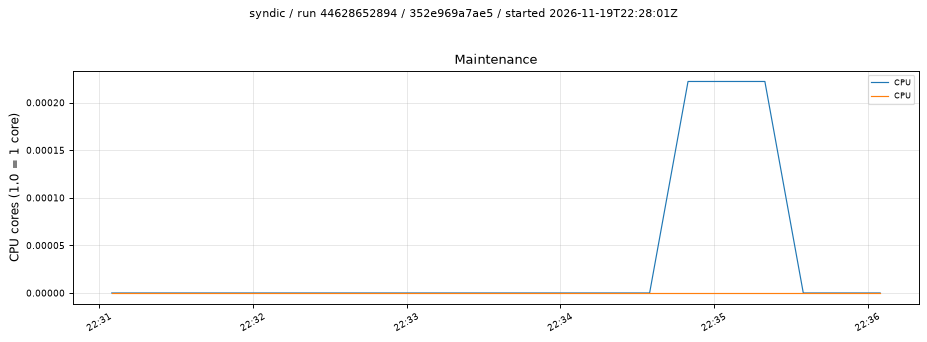 syndic / run 44628652894 / 352e969a7ae5 / started 2026-11-19T22:28:01Z
Maintenance
CPU
CPU
CPU cores (1.0 = 1 core)
0.00020
0.00015
0.00010
0.00005
0.00000
22:31
22:32
22:33
22:34
22:35
22:36